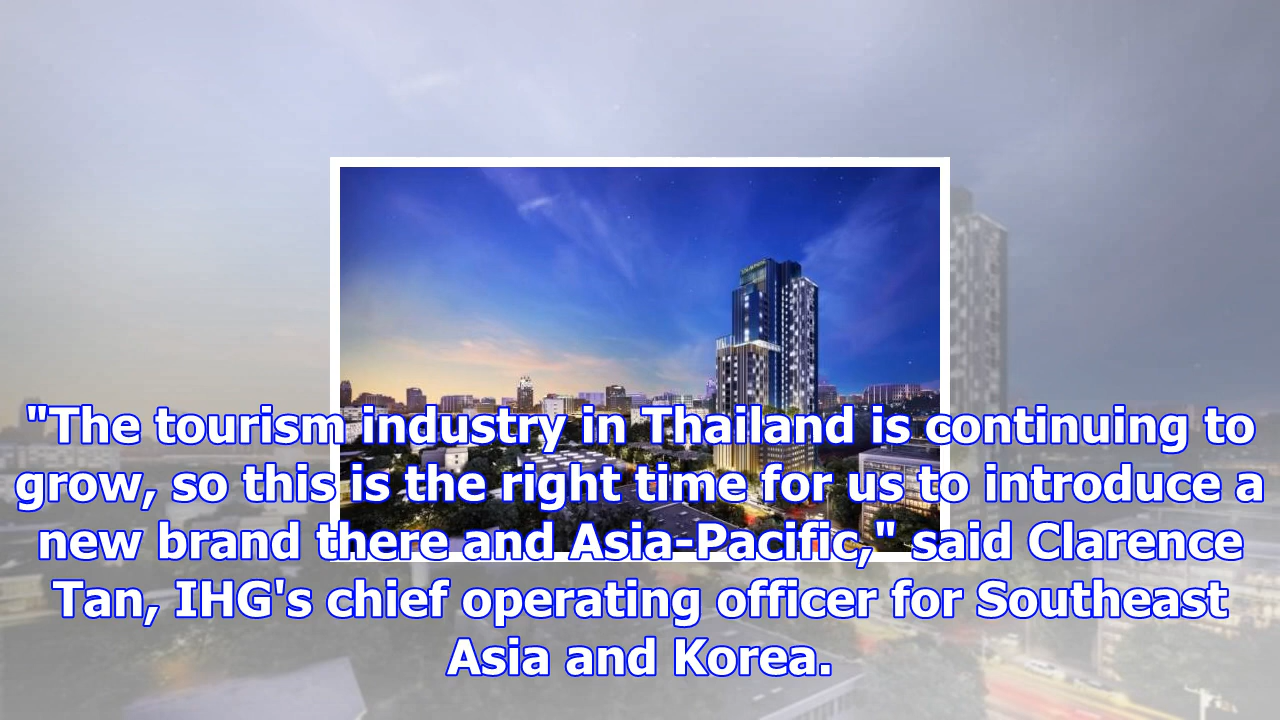 "The tourism industry in Thailand is continuing to
grow, so this is the right time for us to introduce a
new brand there and Asia-Pacific," said Clarence
Tan, IHG's chief operating officer for Southeast
Asia and Korea.